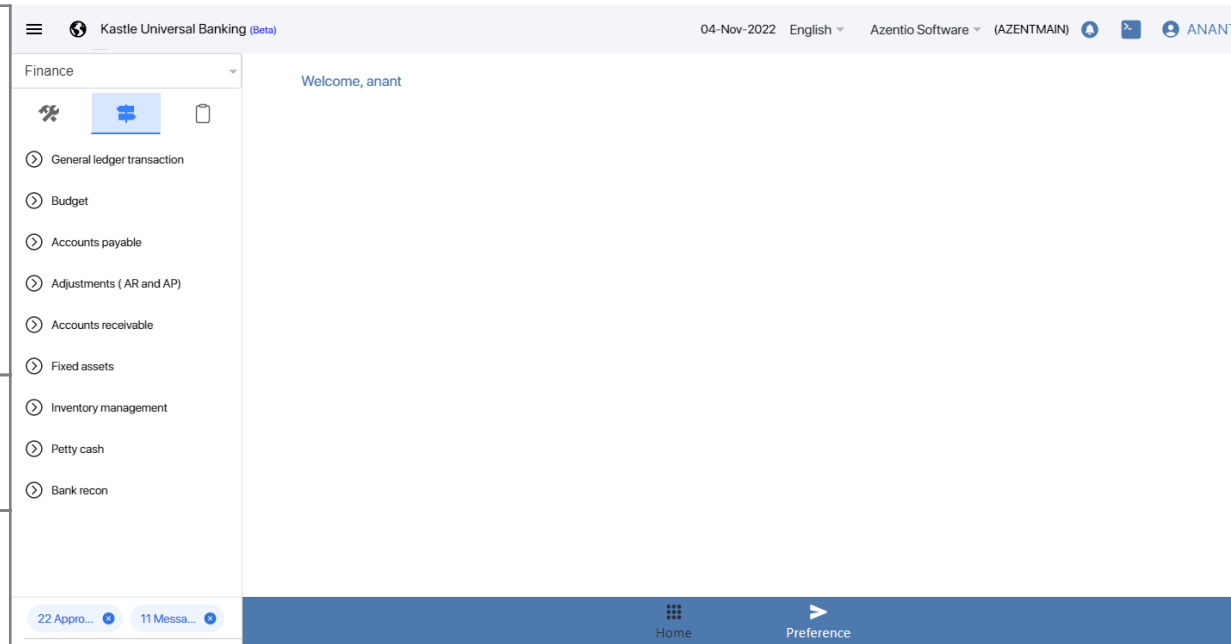 Kastle Universal Banking (Beta)
04-Nov-2022 English Azentio Software (AZENTMAIN) ANANT
Finance
Welcome, anant
General ledger transaction
Budget
Accounts payable
Adjustments ( AR and AP)
Accounts receivable
Fixed assets
Inventory management
Petty cash
Bank recon
22 Appro... 11 Messa...
Home Preference